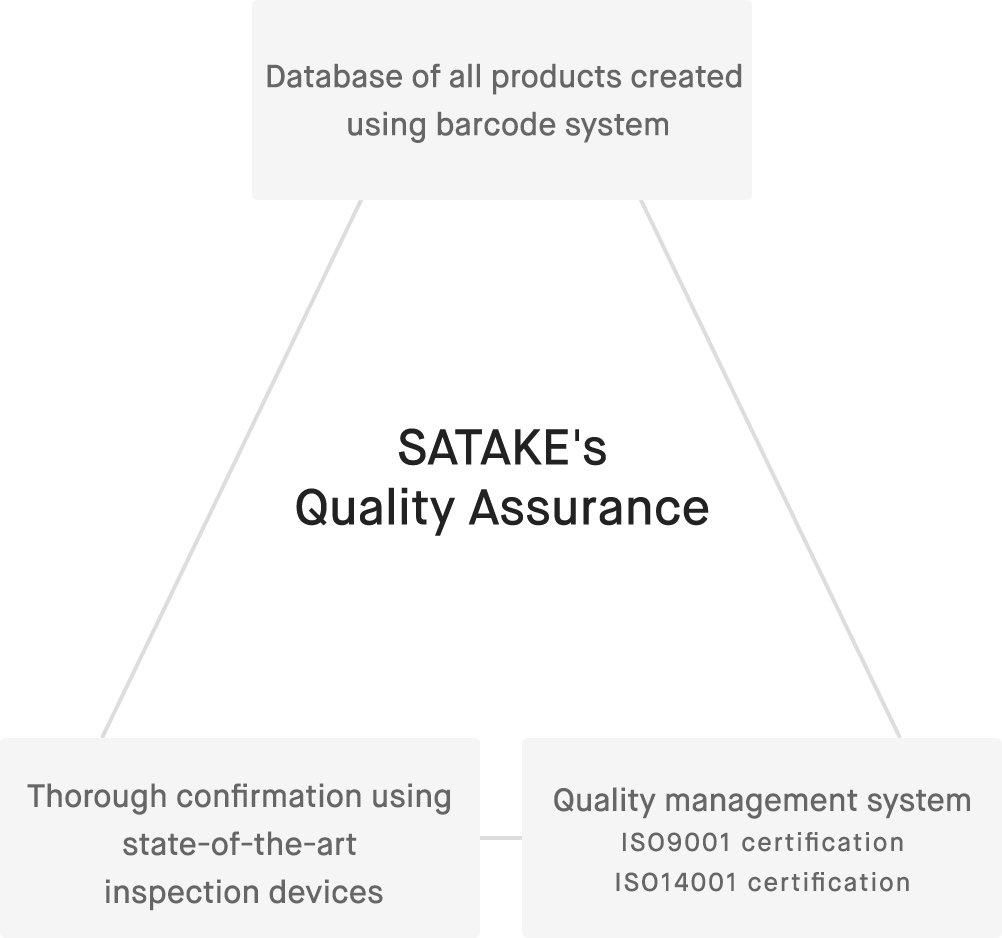 Database of all products created
using barcode system
SATAKE's
Quality Assurance
Thorough confirmation using
state-of-the-art
inspection devices
Quality management system
ISO9001 certification
ISO14001 certification